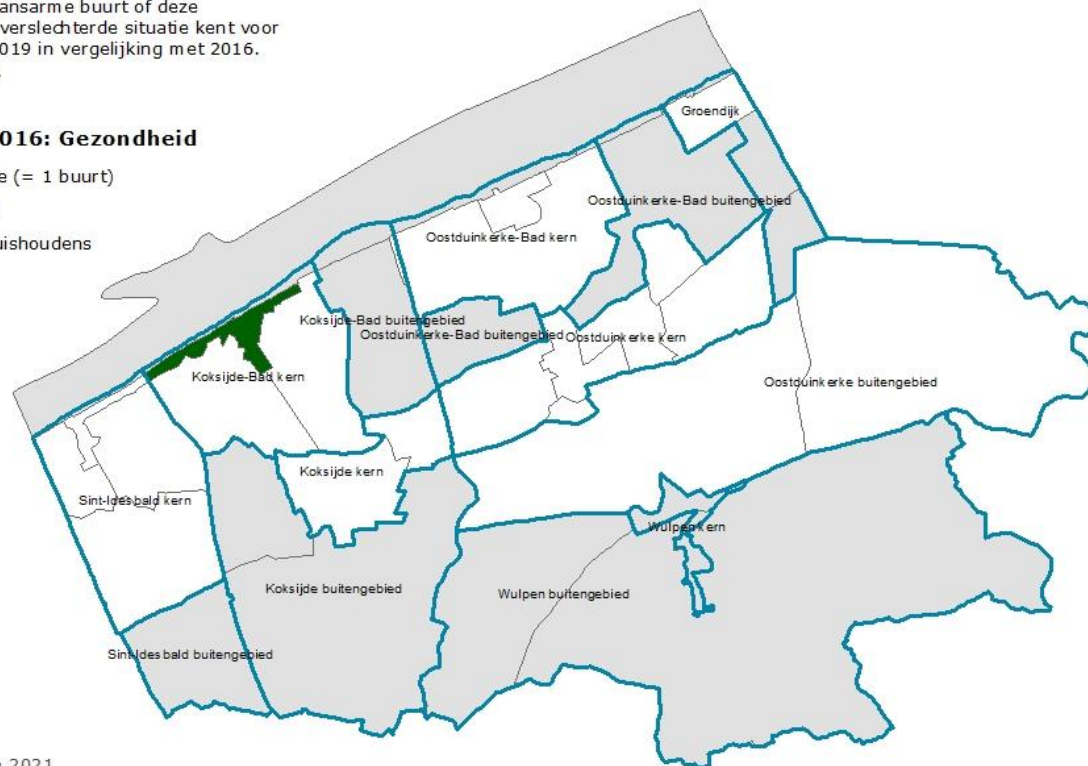 ansarme buurt of deze
verslechterde situatie kent voor
019 in vergelijking met 2016.
016: Gezondheid
e (= 1 buurt)
uishoudens
Groendijk
Oostduinkerke-Bad buitengebied
Oostduinkerke-Bad kern
Koksijde-Bad buitengebied
Oostduinkerke-Bad buitengebied
Oostduinkerke kern
Koksijde-Bad kern
Oostduinkerke buitengebied
Koksijde kern
Sint-Idesbald kern
Wulpen kern
Koksijde buitengebied
Wulpen buitengebied
Sint-Idesbald buitengebied
2021